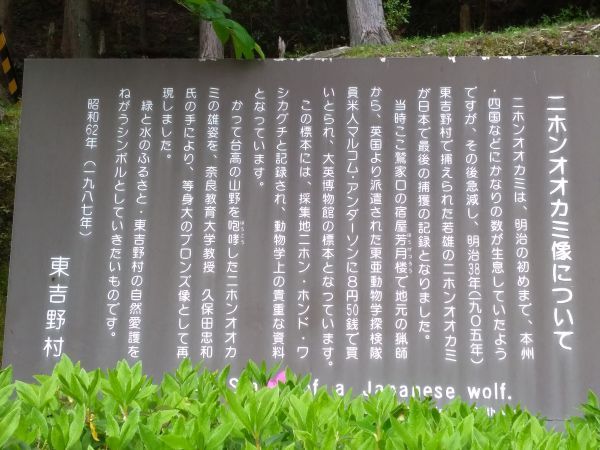 ニホンオオカミ像について
ニホンオオカミは、明治の初めまで、本州
・四国などにかなりの数が生息していたよう
ですが、その後急減し、明治38年(一九〇五年)
東吉野村で捕えられた若雄のニホンオオカミ
が日本で最後の捕獲の記録となりました。
当時ここ鷲家口の宿屋芳月楼で地元の猟師
から、英国より派遣された東亜動物学探検隊
員米人マルコム・アンダーソンに8円50銭で買
いとられ、大英博物館の標本となっています。
この標本には、採集地ニホン・ホンド・ワ
シカグチと記録され、動物学上の貴重な資料
となっています。
かつて台高の山野を咆哮したニホンオオカ
ミの雄姿を、奈良教育大学教授 久保田忠和
氏の手により、等身大のブロンズ像として再
現しました。
緑と水のふるさと・東吉野村の自然愛護を
ねがうシンボルとしていきたいものです。
昭和62年(一九八七年)
東吉野村
of a Japanese wolf.